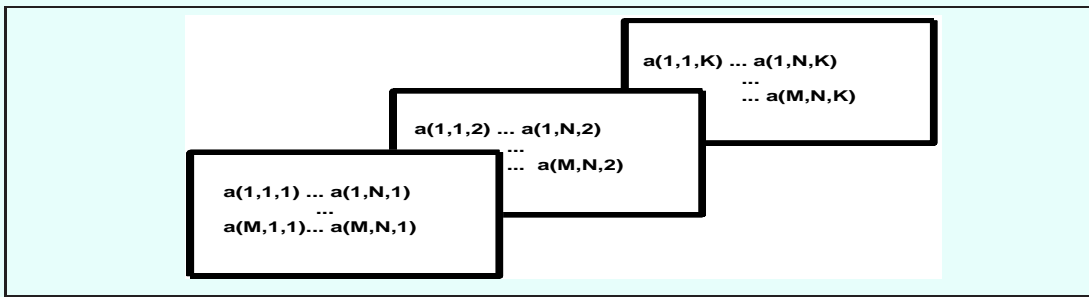 a(1,1,K) ... a(1,N,K)
...
... a(M,N,K)
a(1,1,2) ... a(1,N,2)
...
... a(M,N,2)
a(1,1,1) ... a(1,N,1)
...
a(M,1,1)... a(M,N,1)